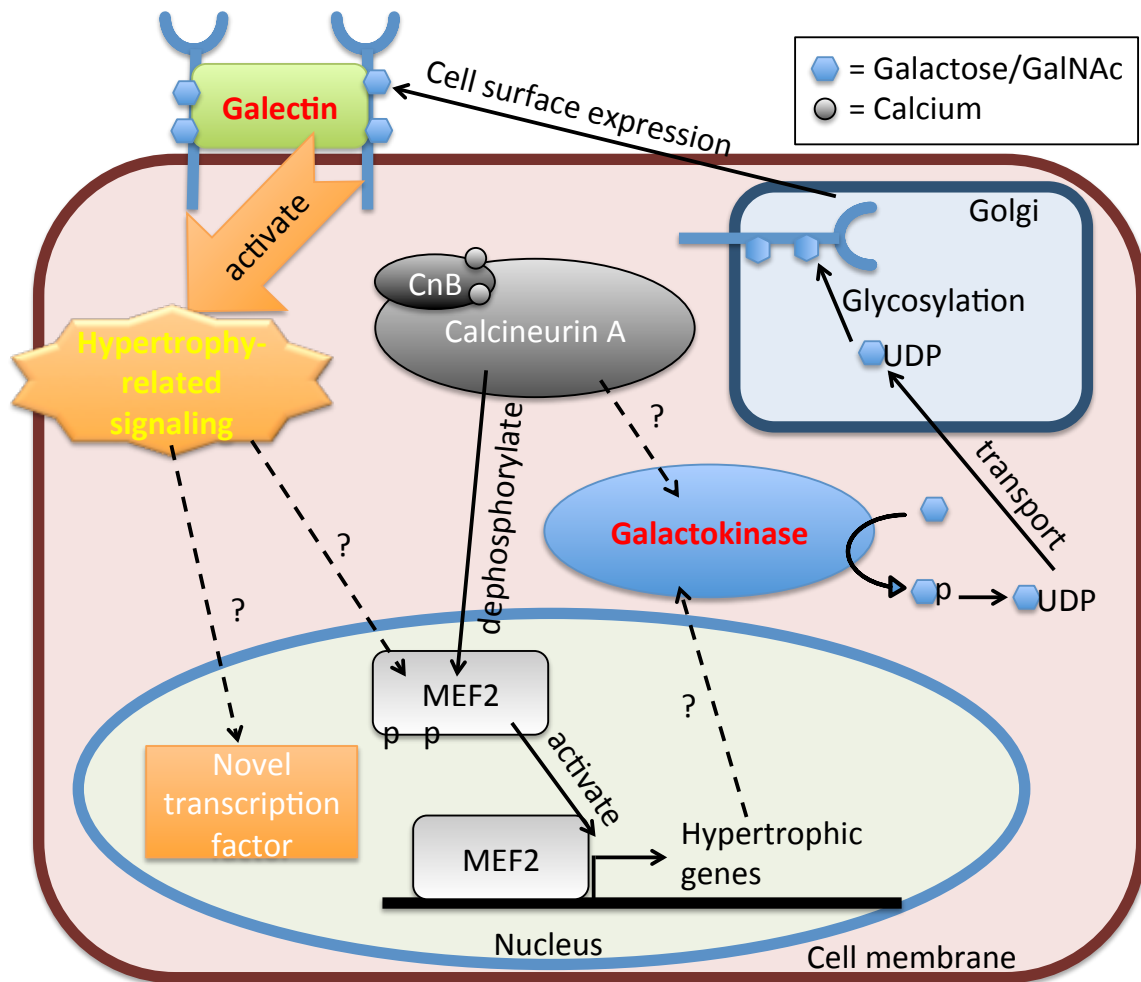 = Galactose/GalNAc
= Calcium
Galectin
Cell surface expression
activate
Golgi
CnB
Calcineurin A
Glycosylation
UDP
Hypertrophy-
related
signaling
?
dephosphorylate
transport
Galactokinase
?
?
p
UDP
MEF2
p p
?
activate
Novel
transcription
factor
MEF2
Hypertrophic
genes
Nucleus
Cell membrane